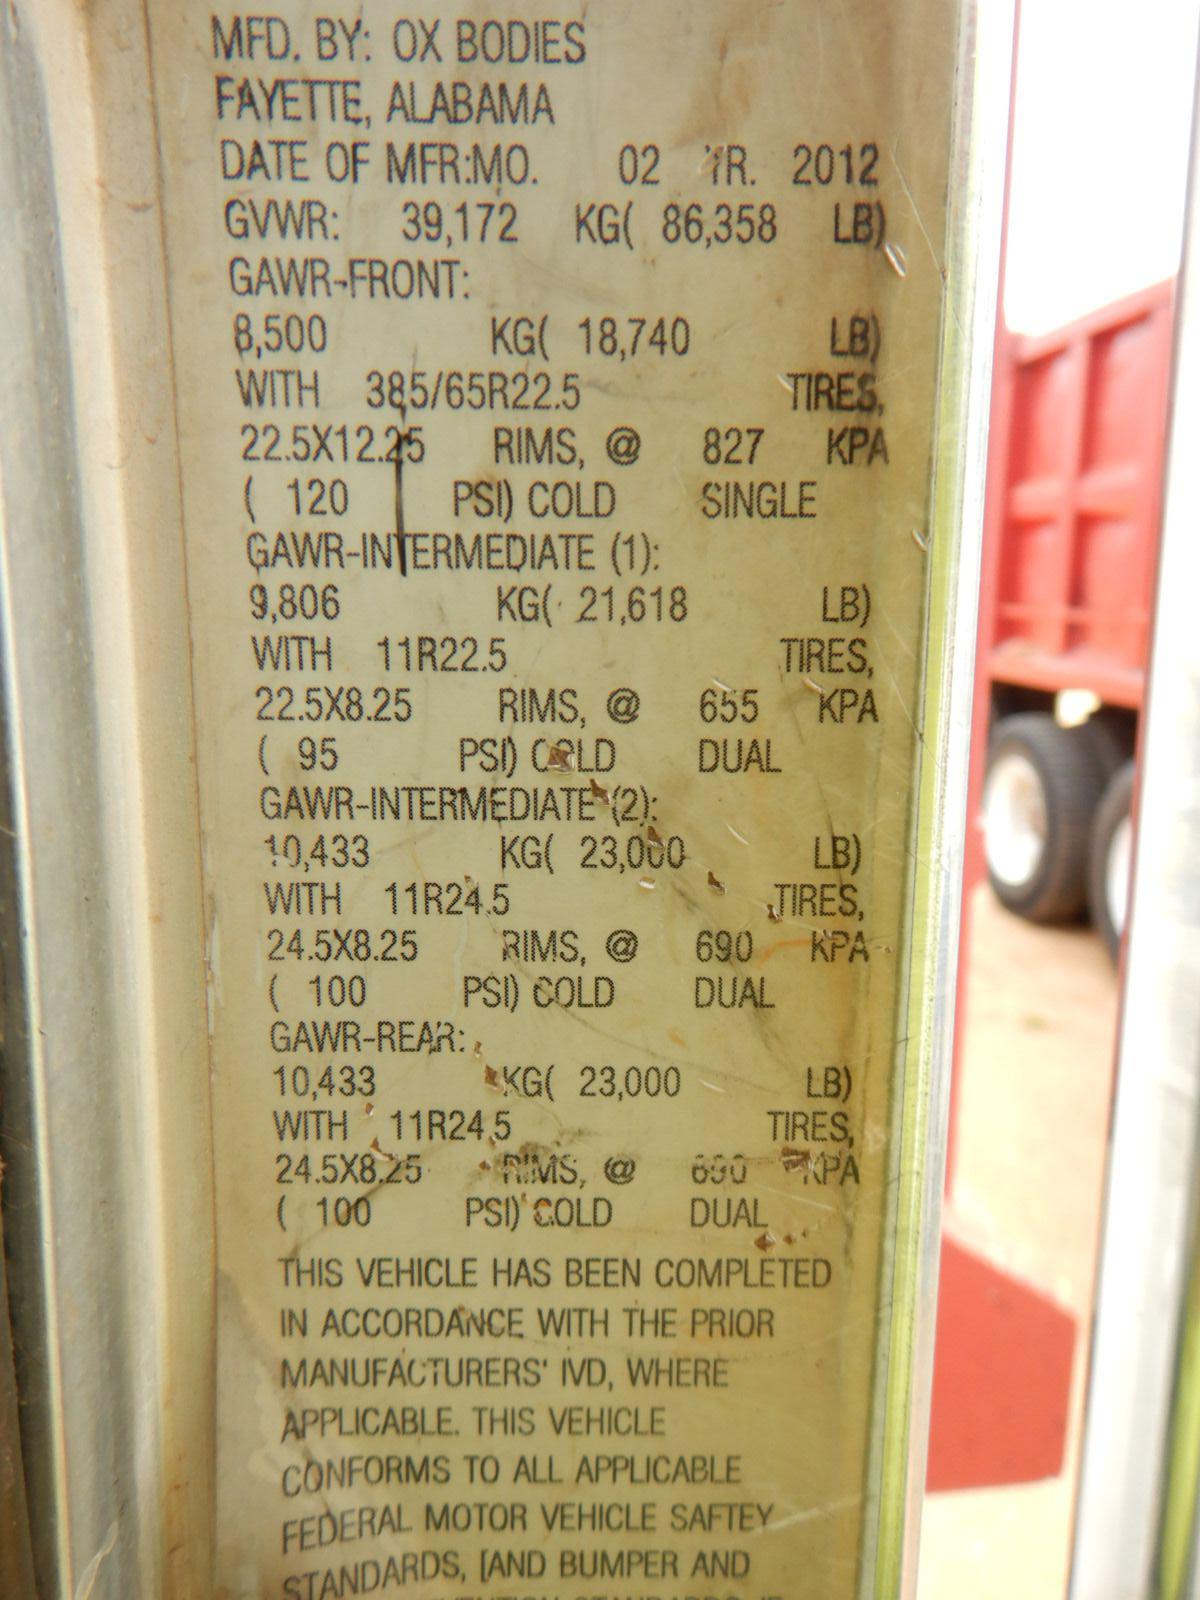 MFD. BY: OX BODIES
FAYETTE, ALABAMA
DATE OF MFR:MO. 02 YR. 2012
GVWR: 39,172 KG( 86,358 LB)
GAWR-FRONT:
8,500 KG( 18,740 LB)
WITH 385/65R22.5 TIRES,
22.5X12.25 RIMS, @ 827 KPA
( 120 PSI) COLD SINGLE
GAWR-INTERMEDIATE (1):
9,806 KG( 21,618 LB)
WITH 11R22.5 TIRES,
22.5X8.25 RIMS, @ 655 KPA
( 95 PSI) COLD DUAL
GAWR-INTERMEDIATE (2):
10,433 KG( 23,000 LB)
WITH 11R24.5 TIRES,
24.5X8.25 RIMS, @ 690 KPA
( 100 PSI) COLD DUAL
GAWR-REAR:
10,433 KG( 23,000 LB)
WITH 11R24.5 TIRES,
24.5X8.25 RIMS, @ 690 KPA
( 100 PSI) COLD DUAL
THIS VEHICLE HAS BEEN COMPLETED
IN ACCORDANCE WITH THE PRIOR
MANUFACTURERS' IVD, WHERE
APPLICABLE. THIS VEHICLE
CONFORMS TO ALL APPLICABLE
FEDERAL MOTOR VEHICLE SAFTEY
STANDARDS, [AND BUMPER AND